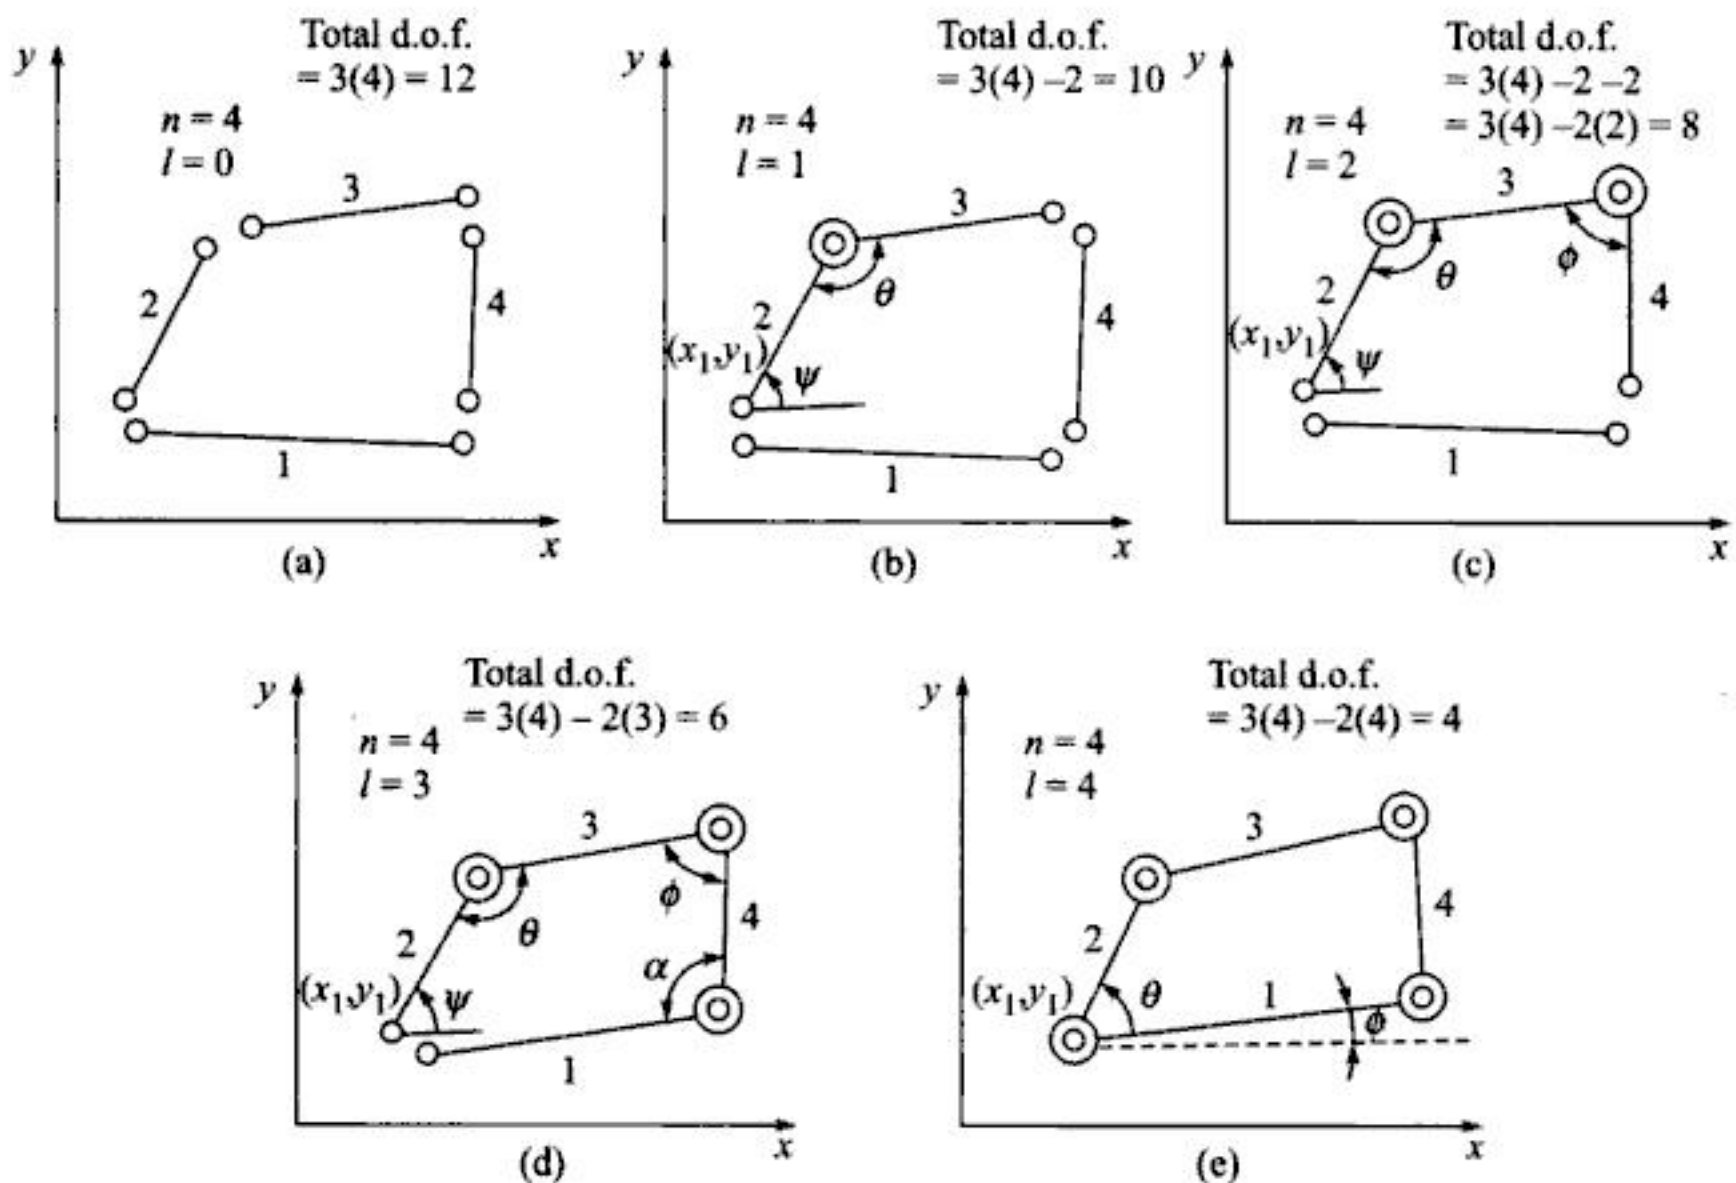 Total d.o.f.
= 3(4) = 12
y
n = 4
l = 0
3
2
4
1
x
(a)
Total d.o.f.
= 3(4) –2 = 10
y
n = 4
l = 1
3
θ
2
4
(x₁,y₁)
ψ
1
x
(b)
Total d.o.f.
= 3(4) –2 –2
= 3(4) –2(2) = 8
y
n = 4
l = 2
3
θ
ϕ
2
4
(x₁,y₁)
ψ
1
x
(c)
Total d.o.f.
= 3(4) – 2(3) = 6
y
n = 4
l = 3
3
ϕ
θ
2
4
α
(x₁,y₁)
ψ
1
x
(d)
Total d.o.f.
= 3(4) –2(4) = 4
y
n = 4
l = 4
3
2
4
(x₁,y₁)
θ
1
ϕ
x
(e)